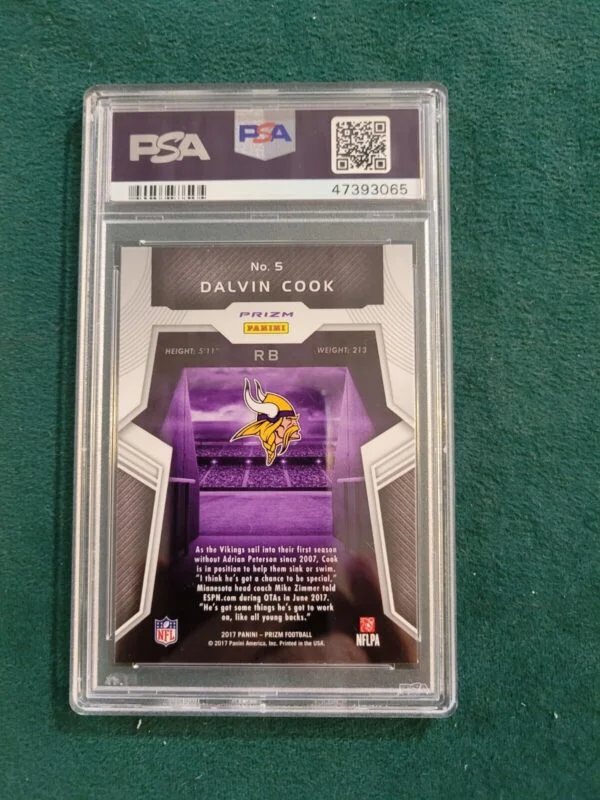 PSA
PSA
47393065
No. 5
DALVIN COOK
PRIZM
PANINI
HEIGHT: 5'11"
RB
WEIGHT: 213
As the Vikings sail into their first season
without Adrian Peterson since 2007, Cook
is in position to help them sink or swim.
"I think he's got a chance to be special,"
Minnesota head coach Mike Zimmer told
ESPN.com during OTAs in June 2017.
"He's got some things he's got to work
on, like all young backs."
NFL
NFLPA
2017 PANINI – PRIZM FOOTBALL
© 2017 Panini America, Inc. Printed in the USA.
PSA